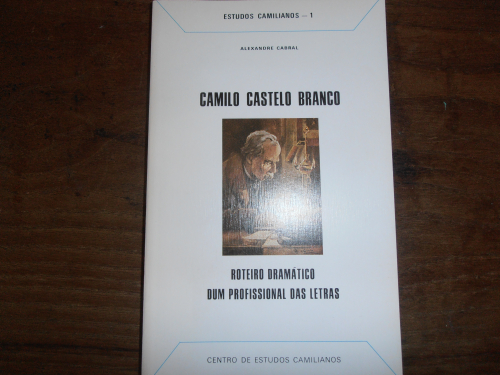 ESTUDOS CAMILIANOS — 1
ALEXANDRE CABRAL
CAMILO CASTELO BRANCO
ROTEIRO DRAMÁTICO
DUM PROFISSIONAL DAS LETRAS
CENTRO DE ESTUDOS CAMILIANOS